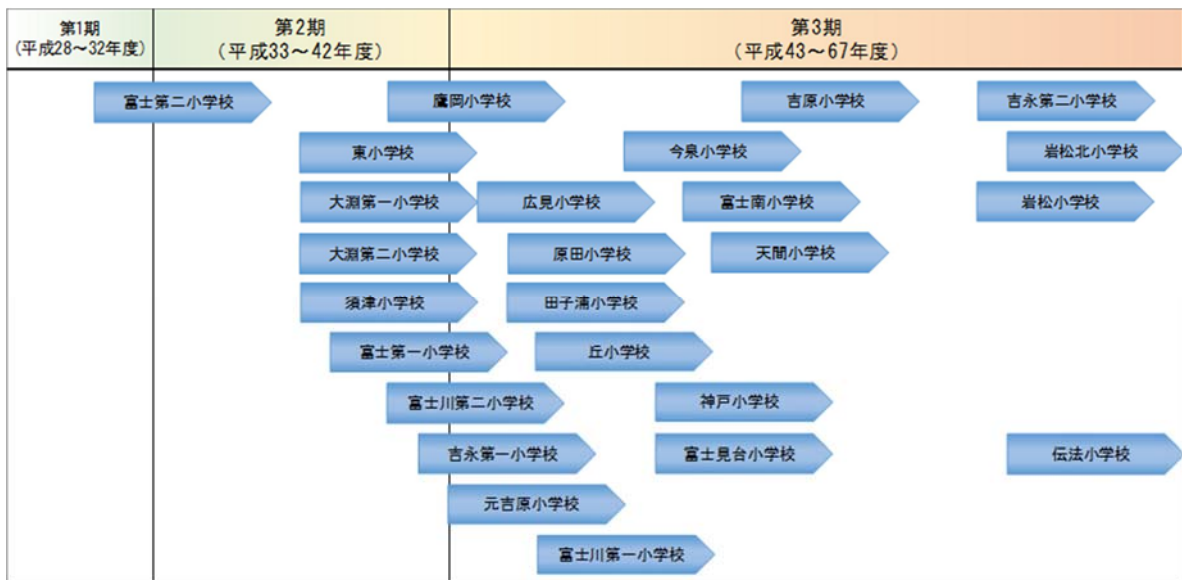 第1期
(平成28～32年度)
第2期
(平成33～42年度)
第3期
(平成43～67年度)
富士第二小学校
鷹岡小学校
吉原小学校
吉永第二小学校
東小学校
今泉小学校
岩松北小学校
大淵第一小学校
広見小学校
富士南小学校
岩松小学校
大淵第二小学校
原田小学校
天間小学校
須津小学校
田子浦小学校
富士第一小学校
丘小学校
富士川第二小学校
神戸小学校
吉永第一小学校
富士見台小学校
伝法小学校
元吉原小学校
富士川第一小学校